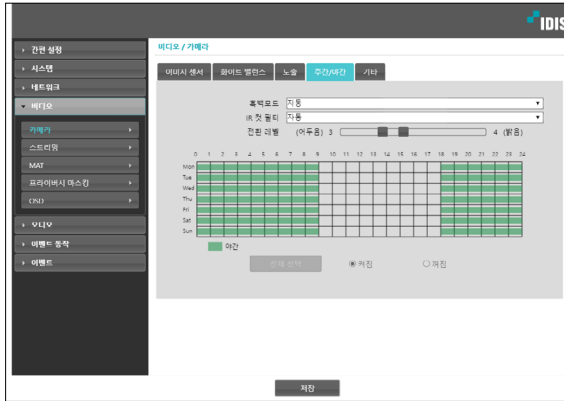 IDIS
비디오 / 카메라
간편 설정
시스템
네트워크
비디오
카메라
스트리밍
MAT
프라이버시 마스킹
OSD
오디오
이벤트 동작
이벤트
이미지 센서 화이트 밸런스 노출 주간/야간 기타
흑백모드 자동
IR 컷 필터 자동
전환 레벨 (어두움) 3 4 (밝음)
0 1 2 3 4 5 6 7 8 9 10 11 12 13 14 15 16 17 18 19 20 21 22 23 24
Mon
Tue
Wed
Thu
Fri
Sat
Sun
야간
전체 선택 켜짐 꺼짐
저장